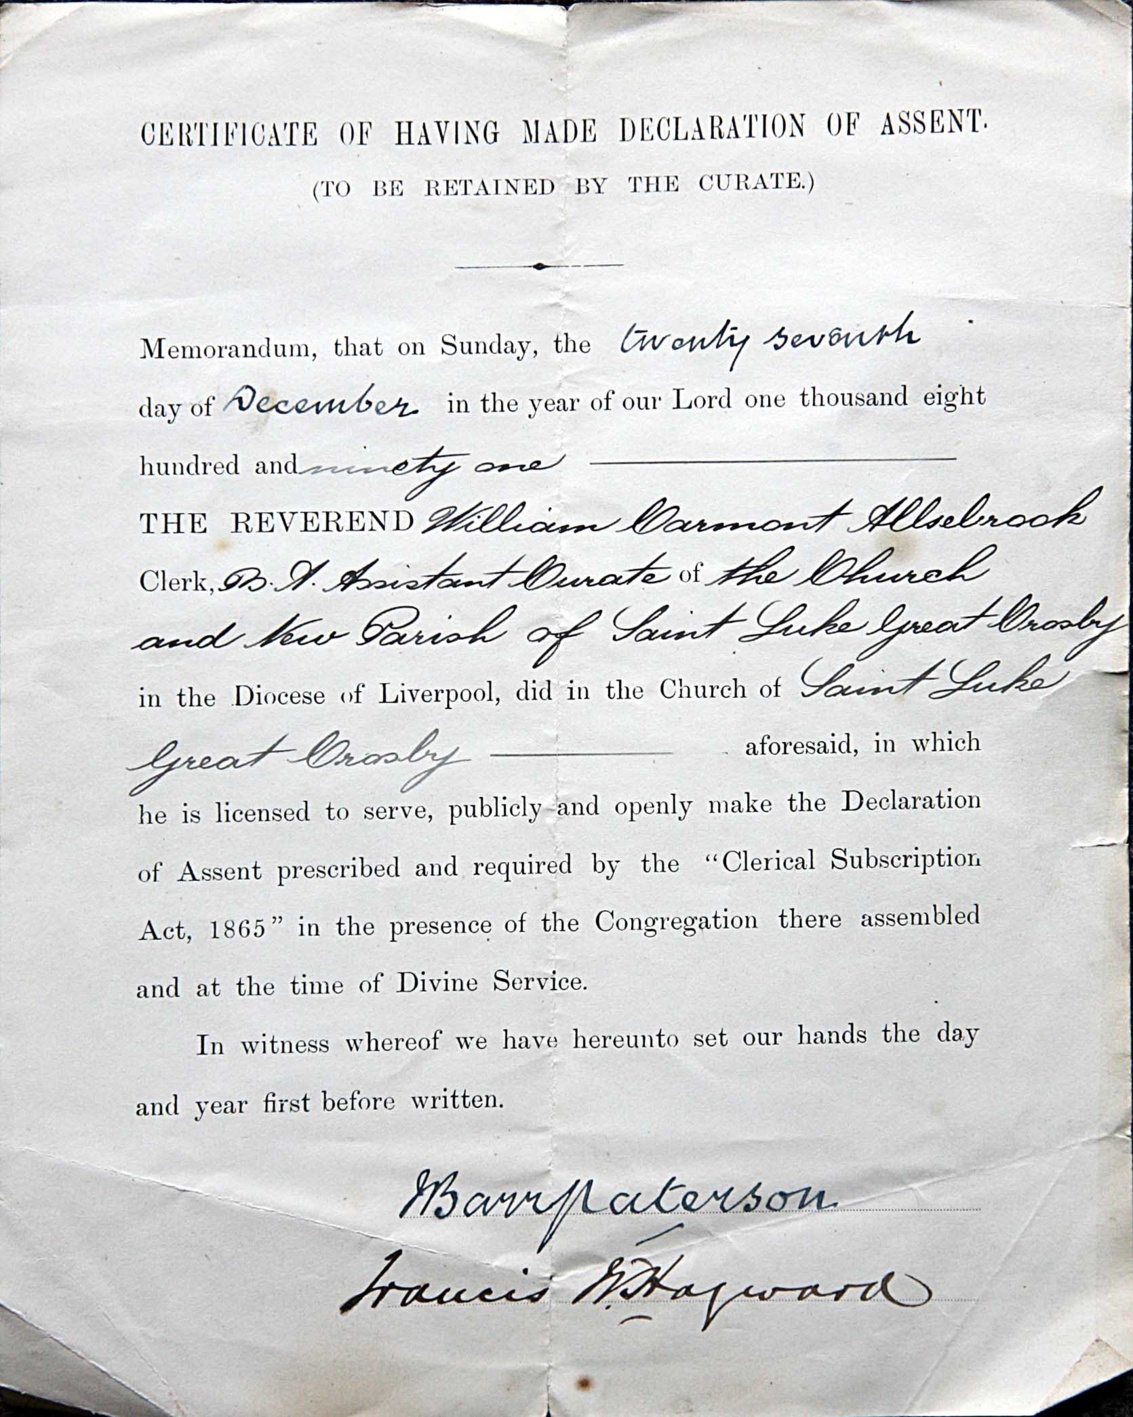 CERTIFICATE OF HAVING MADE DECLARATION OF ASSENT.
(TO BE RETAINED BY THE CURATE.)
Memorandum, that on Sunday, the twenty seventh
day of December in the year of our Lord one thousand eight
hundred and ninety one
THE REVEREND William Carmont Allsebrook
Clerk, B.A. Assistant Curate of the Church
and New Parish of Saint Luke Great Crosby
in the Diocese of Liverpool, did in the Church of Saint Luke
Great Crosby aforesaid, in which
he is licensed to serve, publicly and openly make the Declaration
of Assent prescribed and required by the “Clerical Subscription
Act, 1865” in the presence of the Congregation there assembled
and at the time of Divine Service.
In witness whereof we have hereunto set our hands the day
and year first before written.
Barrpaterson
Francis Hayward